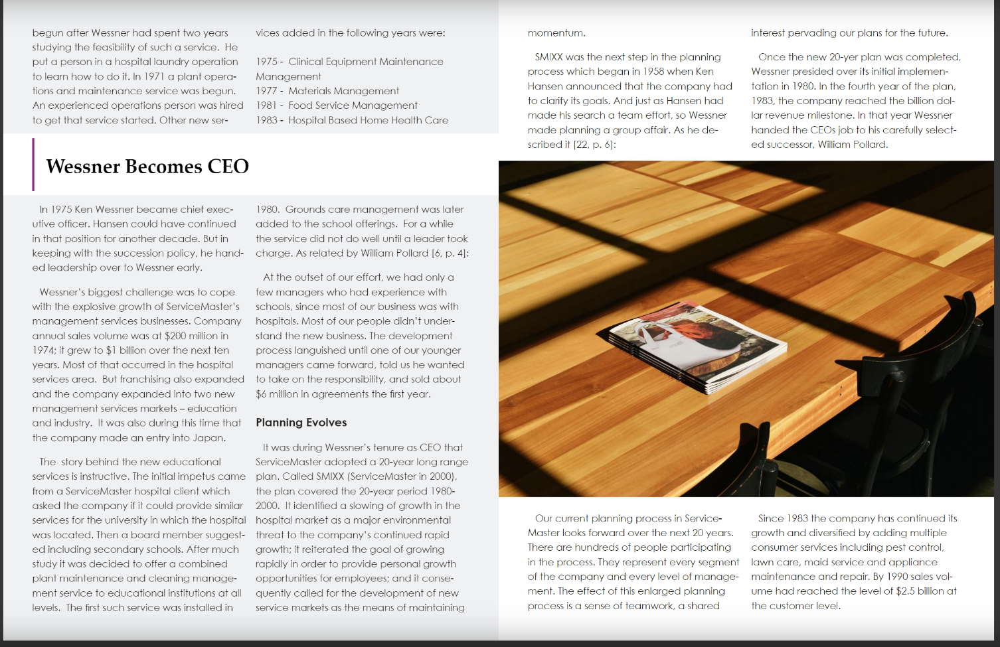 begun after Wessner had spent two years
studying the feasibility of such a service.  He
put a person in a hospital laundry operation
to learn how to do it. In 1971 a plant opera-
tions and maintenance service was begun.
An experienced operations person was hired
to get that service started. Other new ser-
vices added in the following years were:
1975 -  Clinical Equipment Maintenance
Management
1977 -  Materials Management
1981 -  Food Service Management
1983 -  Hospital Based Home Health Care
Wessner Becomes CEO
In 1975 Ken Wessner became chief exec-
utive officer. Hansen could have continued
in that position for another decade. But in
keeping with the succession policy, he hand-
ed leadership over to Wessner early.
Wessner's biggest challenge was to cope
with the explosive growth of ServiceMaster's
management services businesses. Company
annual sales volume was at $200 million in
1974; it grew to $1 billion over the next ten
years. Most of that occurred in the hospital
services area.  But franchising also expanded
and the company expanded into two new
management services markets – education
and industry.  It was also during this time that
the company made an entry into Japan.
The  story behind the new educational
services is instructive. The initial impetus came
from a ServiceMaster hospital client which
asked the company if it could provide similar
services for the university in which the hospital
was located. Then a board member suggest-
ed including secondary schools. After much
study it was decided to offer a combined
plant maintenance and cleaning manage-
ment service to educational institutions at all
levels.  The first such service was installed in
1980.  Grounds care management was later
added to the school offerings.  For a while
the service did not do well until a leader took
charge. As related by William Pollard [6, p. 4]:
At the outset of our effort, we had only a
few managers who had experience with
schools, since most of our business was with
hospitals. Most of our people didn't under-
stand the new business. The development
process languished until one of our younger
managers came forward, told us he wanted
to take on the responsibility, and sold about
$6 million in agreements the first year.
Planning Evolves
It was during Wessner's tenure as CEO that
ServiceMaster adopted a 20-year long range
plan. Called SMIXX (ServiceMaster in 2000),
the plan covered the 20-year period 1980-
2000.  It identified a slowing of growth in the
hospital market as a major environmental
threat to the company's continued rapid
growth; it reiterated the goal of growing
rapidly in order to provide personal growth
opportunities for employees; and it conse-
quently called for the development of new
service markets as the means of maintaining
momentum.
SMIXX was the next step in the planning
process which began in 1958 when Ken
Hansen announced that the company had
to clarify its goals. And just as Hansen had
made his search a team effort, so Wessner
made planning a group affair. As he de-
scribed it [22, p. 6]:
Our current planning process in Service-
Master looks forward over the next 20 years.
There are hundreds of people participating
in the process. They represent every segment
of the company and every level of manage-
ment. The effect of this enlarged planning
process is a sense of teamwork, a shared
interest pervading our plans for the future.
Once the new 20-yer plan was completed,
Wessner presided over its initial implemen-
tation in 1980. In the fourth year of the plan,
1983, the company reached the billion dol-
lar revenue milestone. In that year Wessner
handed the CEOs job to his carefully select-
ed successor, William Pollard.
Since 1983 the company has continued its
growth and diversified by adding multiple
consumer services including pest control,
lawn care, maid service and appliance
maintenance and repair. By 1990 sales vol-
ume had reached the level of $2.5 billion at
the customer level.